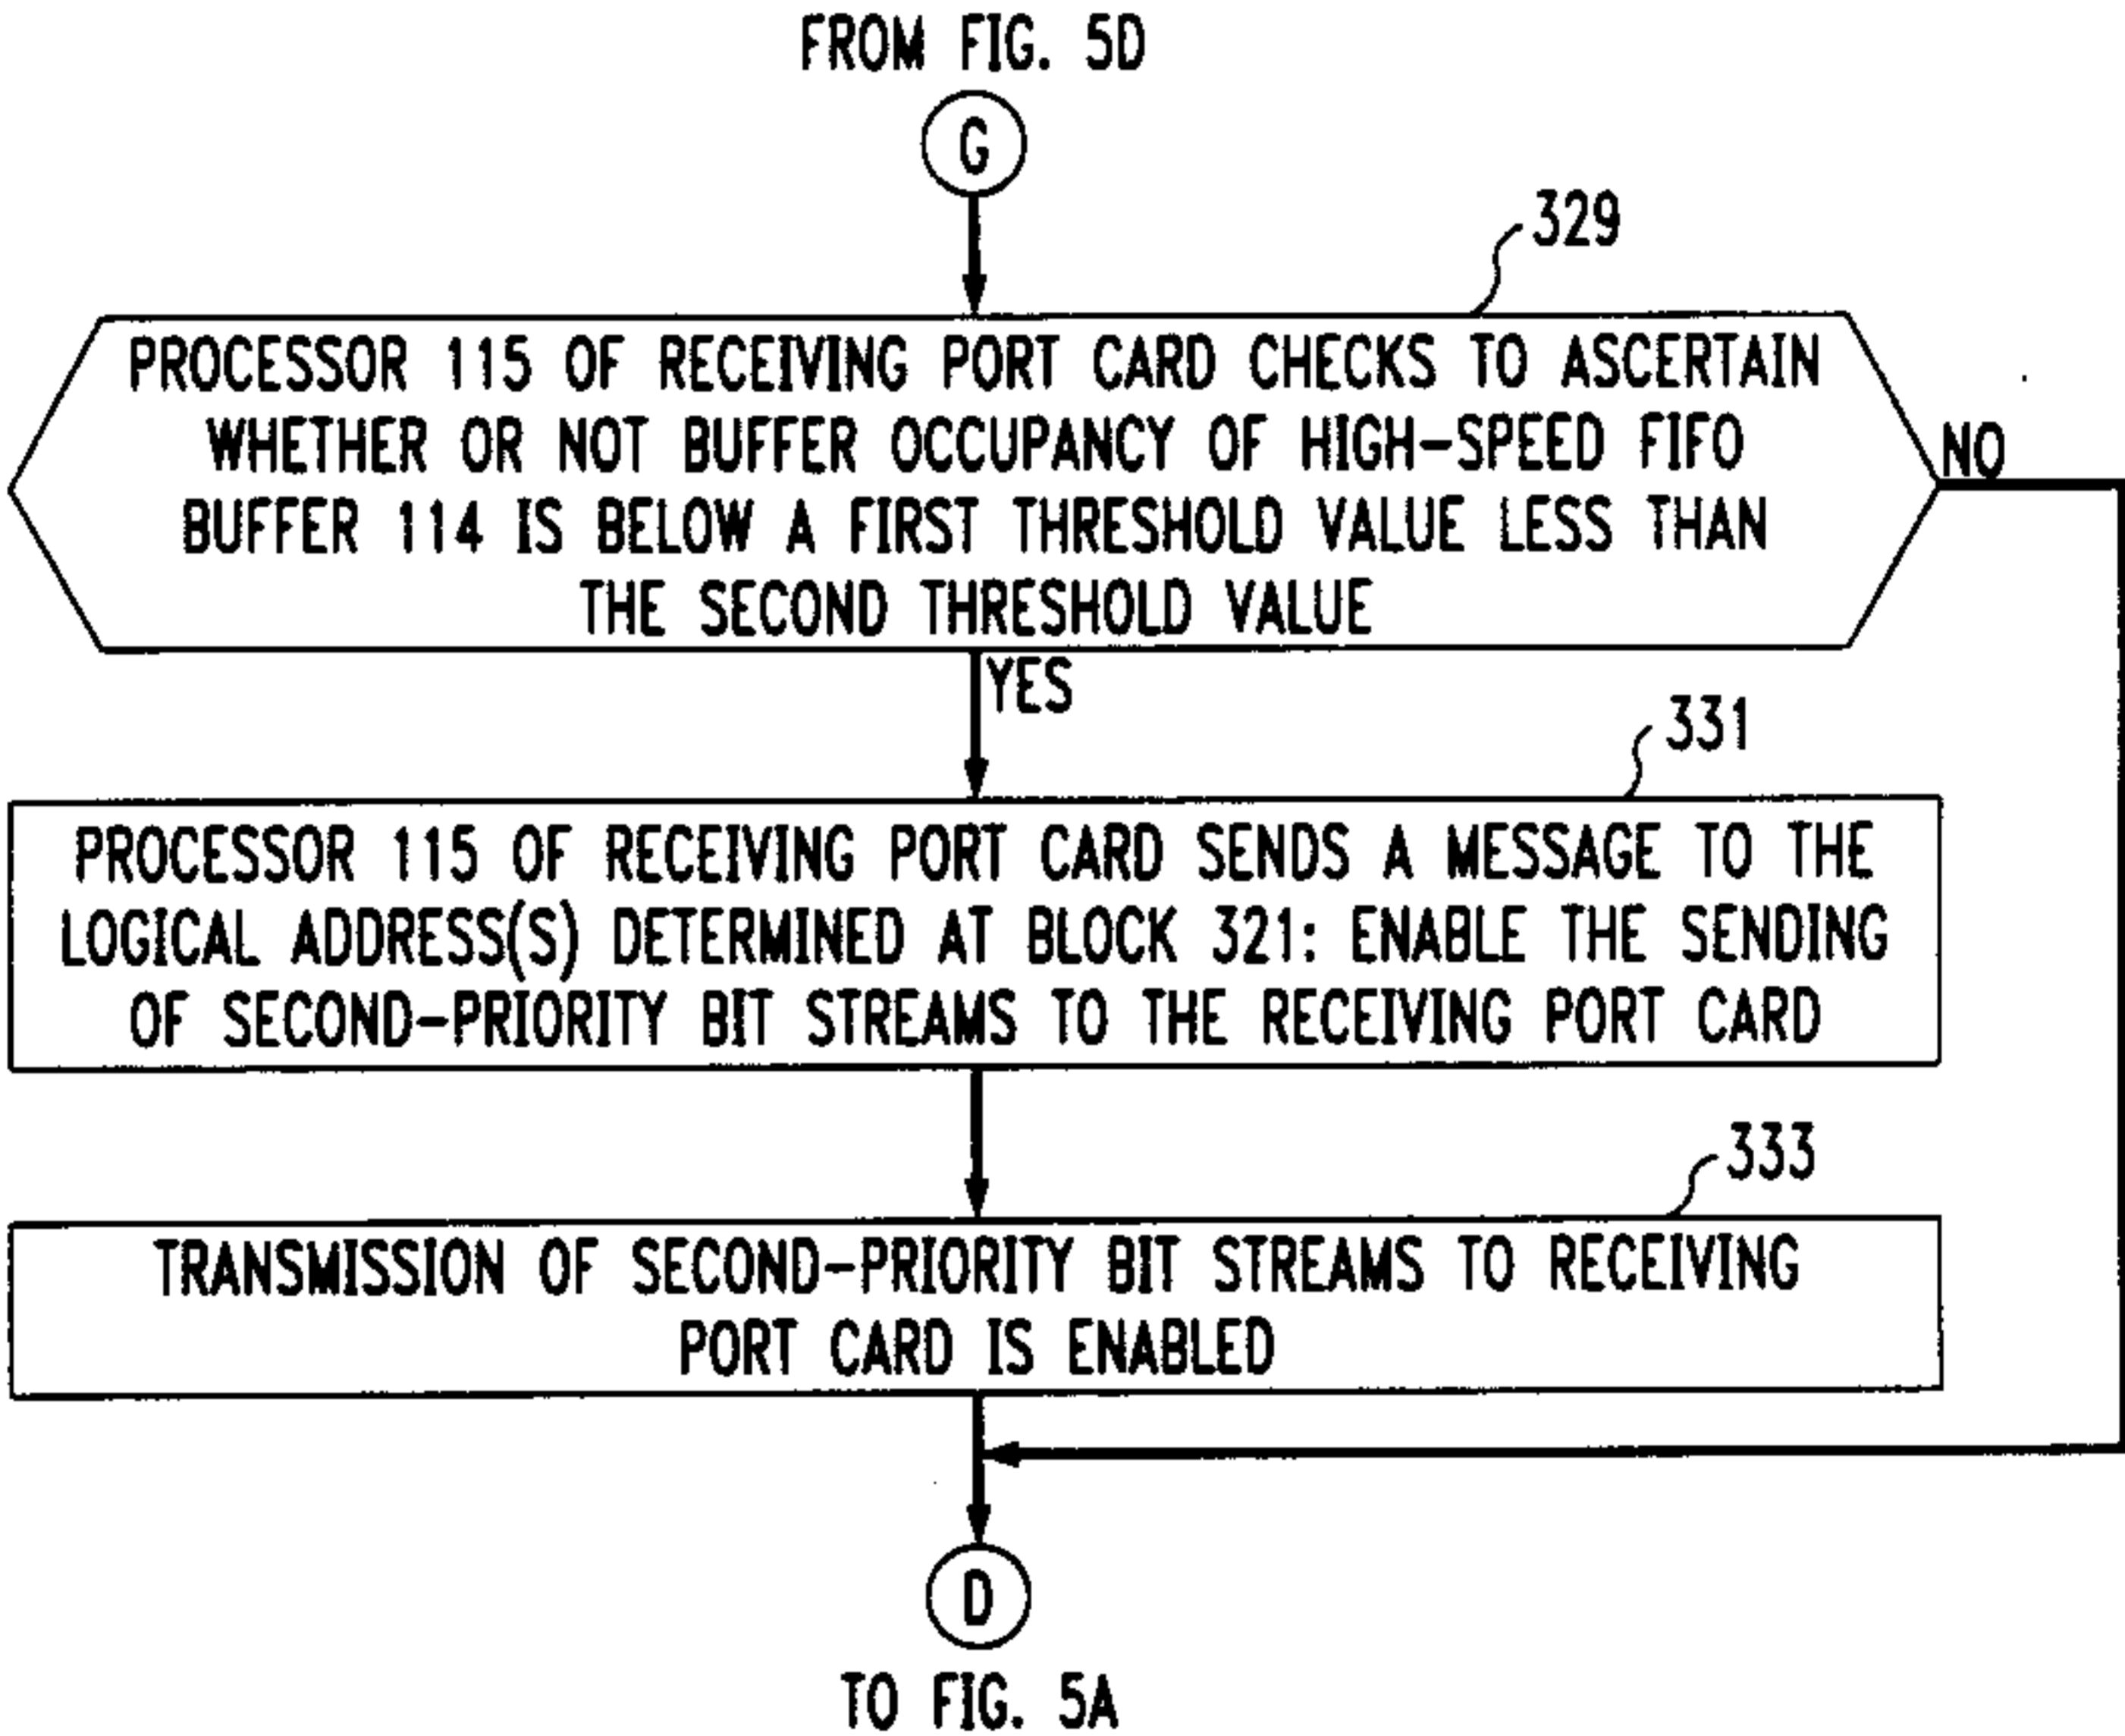 FROM FIG. 5D
G
329
PROCESSOR 115 OF RECEIVING PORT CARD CHECKS TO ASCERTAIN
WHETHER OR NOT BUFFER OCCUPANCY OF HIGH-SPEED FIFO
BUFFER 114 IS BELOW A FIRST THRESHOLD VALUE LESS THAN
THE SECOND THRESHOLD VALUE
NO
YES
331
PROCESSOR 115 OF RECEIVING PORT CARD SENDS A MESSAGE TO THE
LOGICAL ADDRESS(S) DETERMINED AT BLOCK 321: ENABLE THE SENDING
OF SECOND-PRIORITY BIT STREAMS TO THE RECEIVING PORT CARD
333
TRANSMISSION OF SECOND-PRIORITY BIT STREAMS TO RECEIVING
PORT CARD IS ENABLED
D
TO FIG. 5A